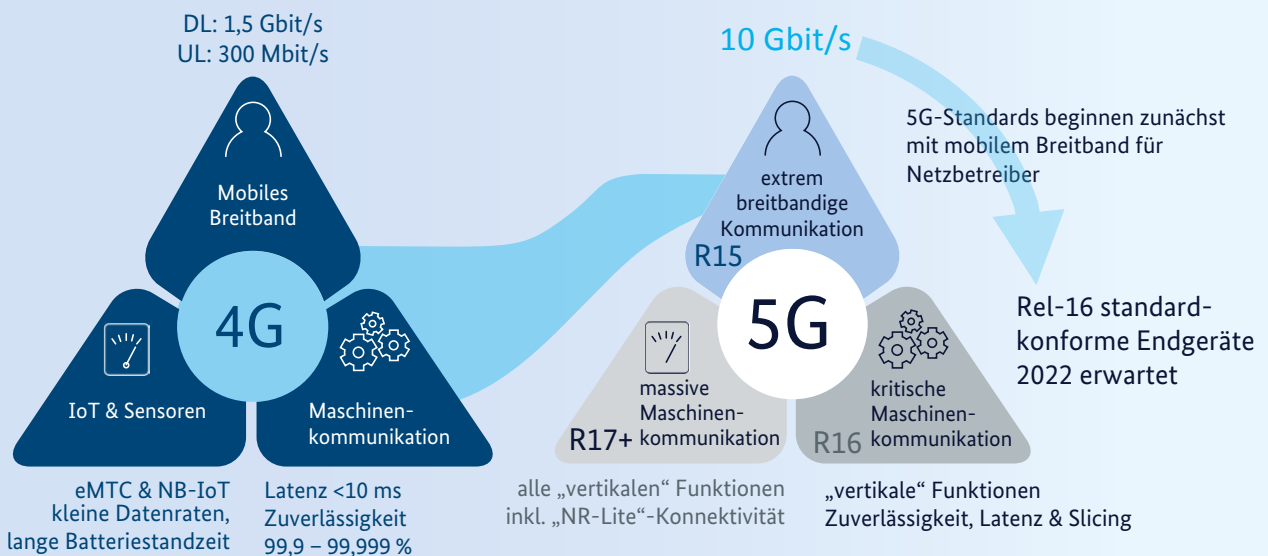 DL: 1,5 Gbit/s
UL: 300 Mbit/s
Mobiles
Breitband
4G
IoT & Sensoren
Maschinen-
kommunikation
eMTC & NB-IoT
kleine Datenraten,
lange Batteriestandzeit
Latenz <10 ms
Zuverlässigkeit
99,9 – 99,999 %
10 Gbit/s
extrem
breitbandige
Kommunikation
R15
5G
massive
Maschinen-
R17+ kommunikation
kritische
Maschinen-
R16 kommunikation
alle „vertikalen“ Funktionen
inkl. „NR-Lite“-Konnektivität
„vertikale“ Funktionen
Zuverlässigkeit, Latenz & Slicing
5G-Standards beginnen zunächst
mit mobilem Breitband für
Netzbetreiber
Rel-16 standard-
konforme Endgeräte
2022 erwartet